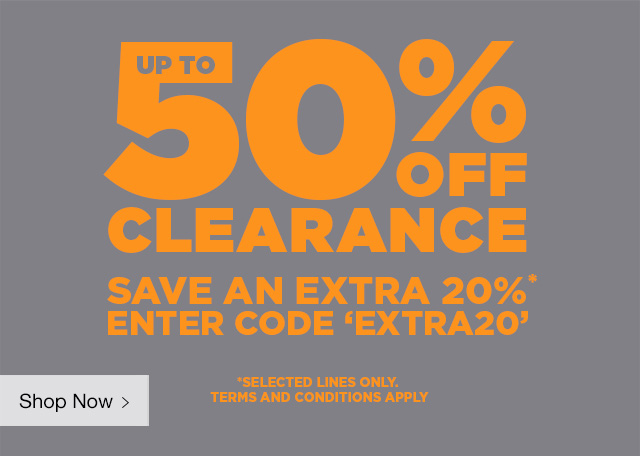 UP TO
50%
OFF
CLEARANCE
SAVE AN EXTRA 20%*
ENTER CODE ‘EXTRA20’
*SELECTED LINES ONLY.
TERMS AND CONDITIONS APPLY
Shop Now >